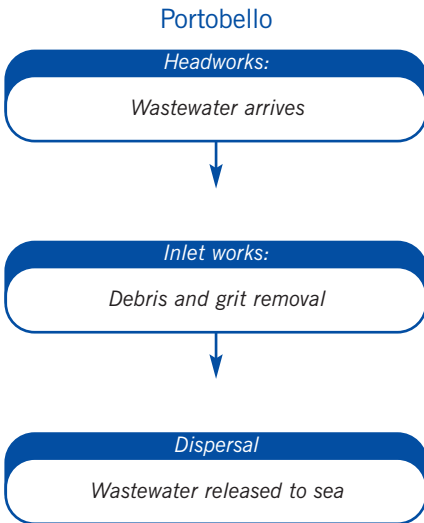 Portobello
Headworks:
Wastewater arrives
Inlet works:
Debris and grit removal
Dispersal
Wastewater released to sea